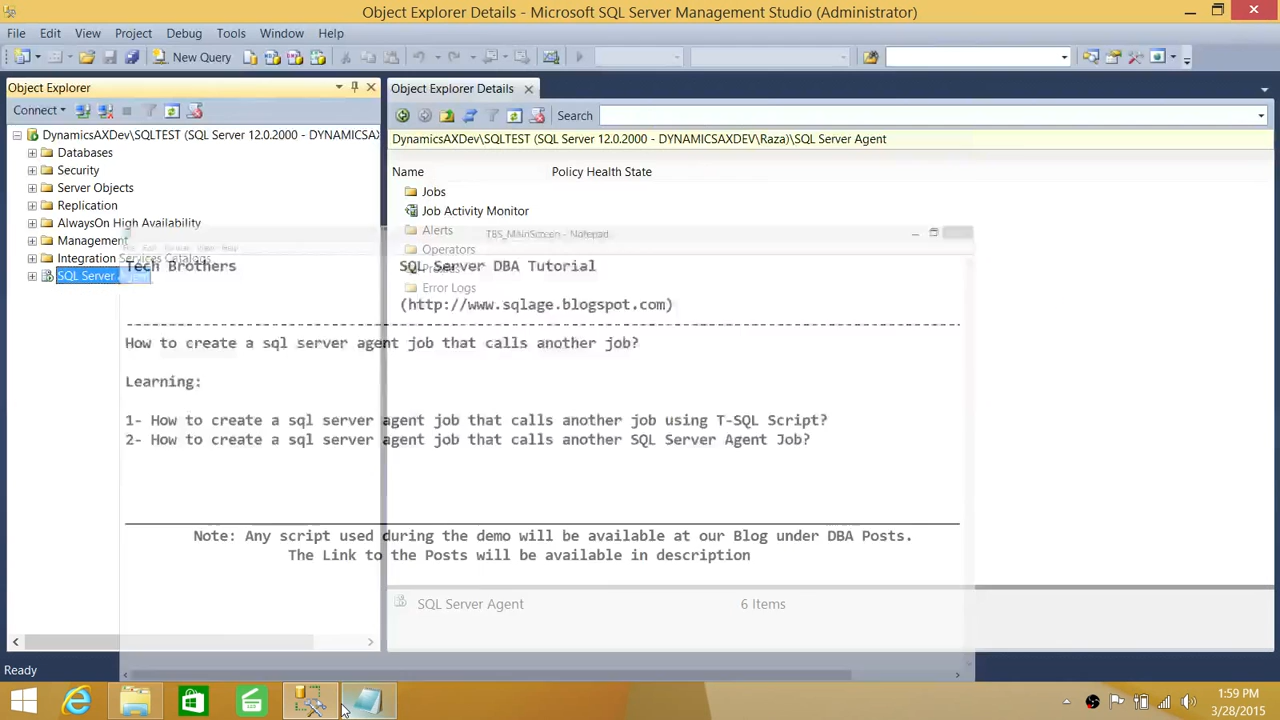 Object Explorer Details - Microsoft SQL Server Management Studio (Administrator)
File Edit View Project Debug Tools Window Help
New Query
Object Explorer
Object Explorer Details
Connect
Search
DynamicsAXDev\SQLTEST (SQL Server 12.0.2000 - DYNAMICSAX
DynamicsAXDev\SQLTEST (SQL Server 12.0.2000 - DYNAMICSAXDEV\Raza)\SQL Server Agent
Databases
Security
Server Objects
Replication
AlwaysOn High Availability
Management
Integration Services Catalogs
SQL Server Agent
Name Policy Health State
Jobs
Job Activity Monitor
Alerts
Operators
Error Logs
TBS_MainScreen - Notepad
File Edit Format View Help
Tech Brothers SQL Server DBA Tutorial
(http://www.sqlage.blogspot.com)
How to create a sql server agent job that calls another job?
Learning:
1- How to create a sql server agent job that calls another job using T-SQL Script?
2- How to create a sql server agent job that calls another SQL Server Agent Job?
Note: Any script used during the demo will be available at our Blog under DBA Posts.
The Link to the Posts will be available in description
SQL Server Agent 6 Items
Ready
1:59 PM
3/28/2015